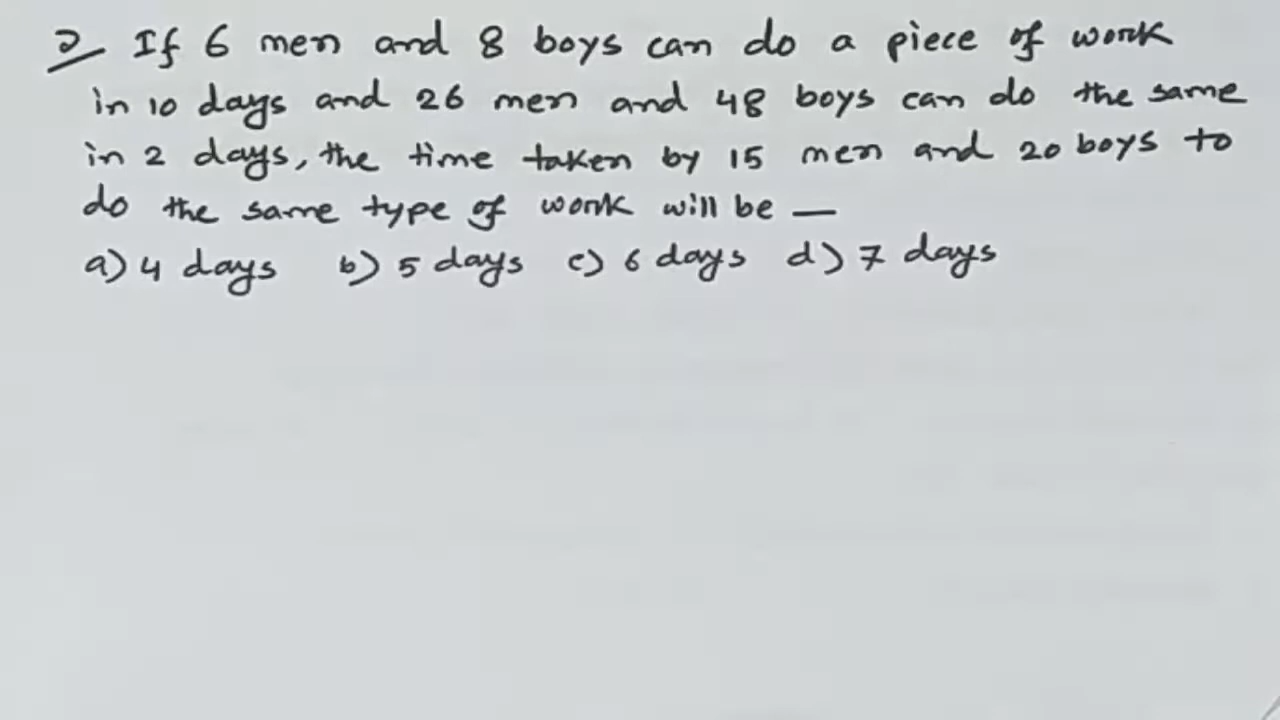 2 If 6 men and 8 boys can do a piece of work
in 10 days and 26 men and 48 boys can do the same
in 2 days, the time taken by 15 men and 20 boys to
do the same type of work will be —
a) 4 days b) 5 days c) 6 days d) 7 days